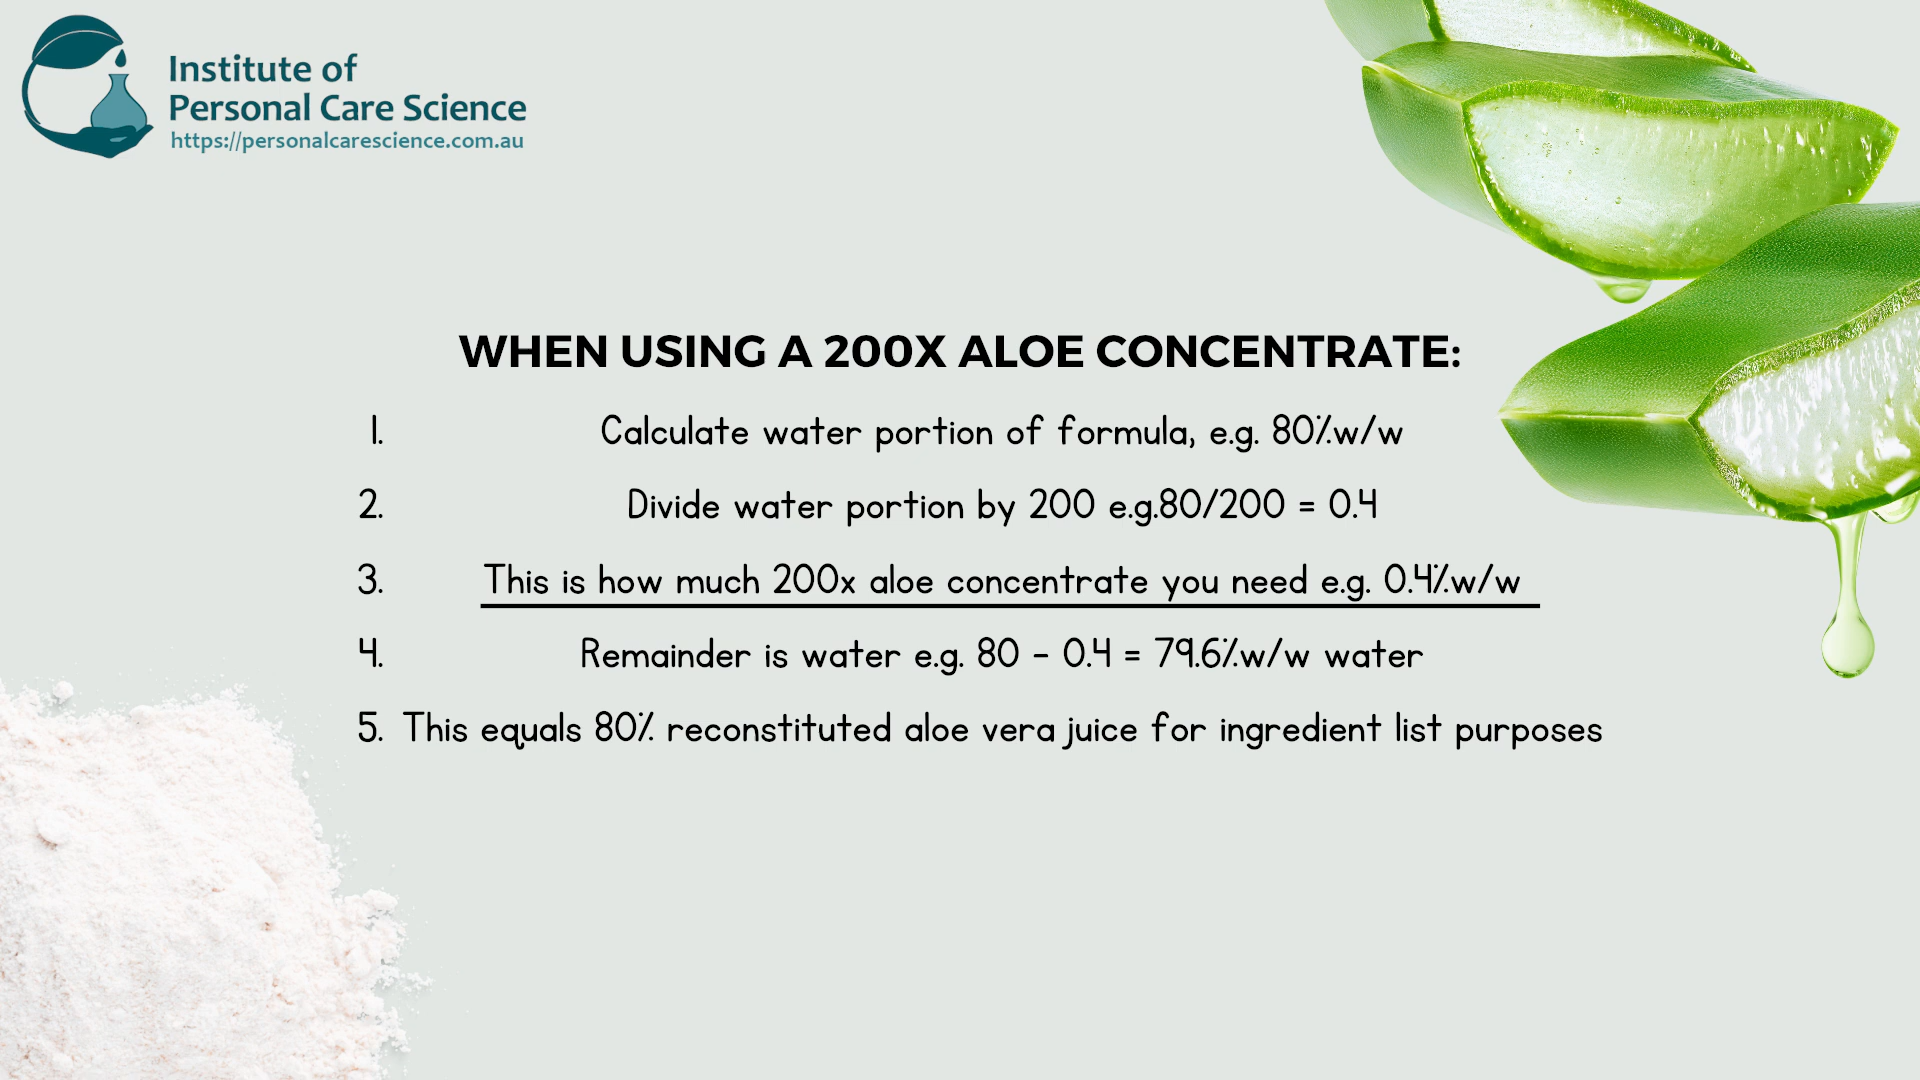 Institute of
Personal Care Science
https://personalcarescience.com.au
WHEN USING A 200X ALOE CONCENTRATE:
1. Calculate water portion of formula, e.g. 80%w/w
2. Divide water portion by 200 e.g.80/200 = 0.4
3. This is how much 200x aloe concentrate you need e.g. 0.4%w/w
4. Remainder is water e.g. 80 - 0.4 = 79.6%w/w water
5. This equals 80% reconstituted aloe vera juice for ingredient list purposes